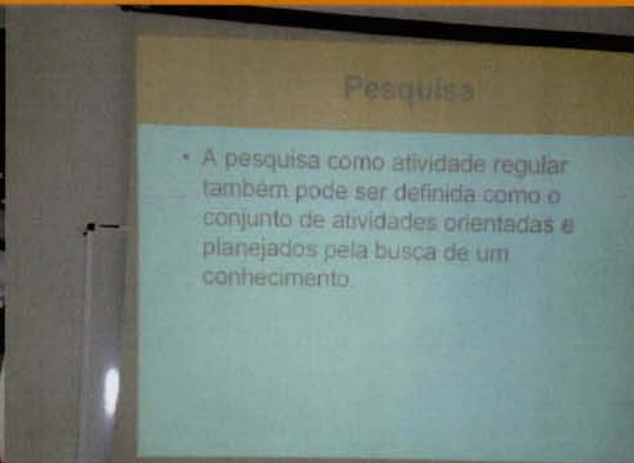 Pesquisa
• A pesquisa como atividade regular
também pode ser definida como o
conjunto de atividades orientadas e
planejados pela busca de um
conhecimento